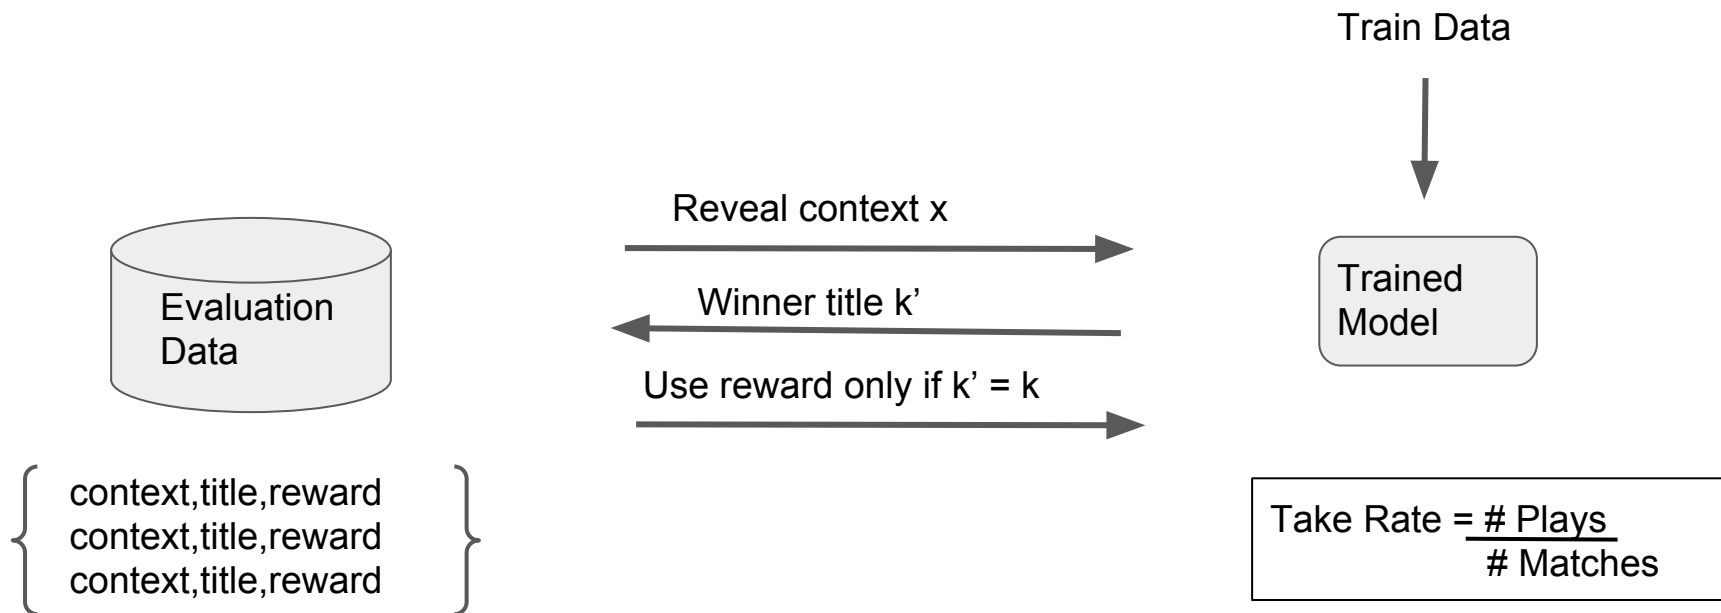 Train Data
Reveal context x
Winner title k’
Use reward only if k’ = k
Evaluation
Data
Trained
Model
context,title,reward
context,title,reward
context,title,reward
Take Rate = # Plays
# Matches